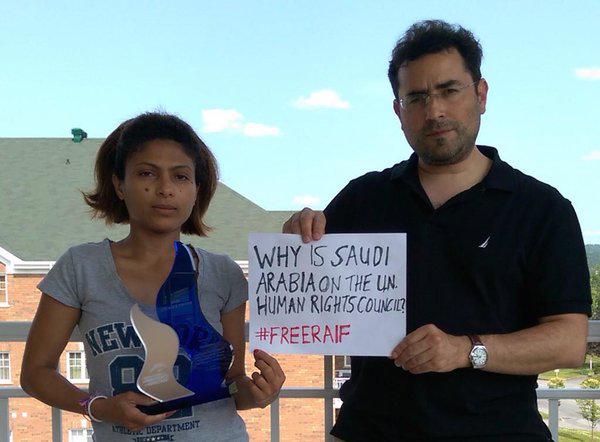 WHY IS SAUDI
ARABIA ON THE U.N.
HUMAN RIGHTS COUNCIL?
#FREERAIF
NEW
ATHLETIC DEPARTMENT